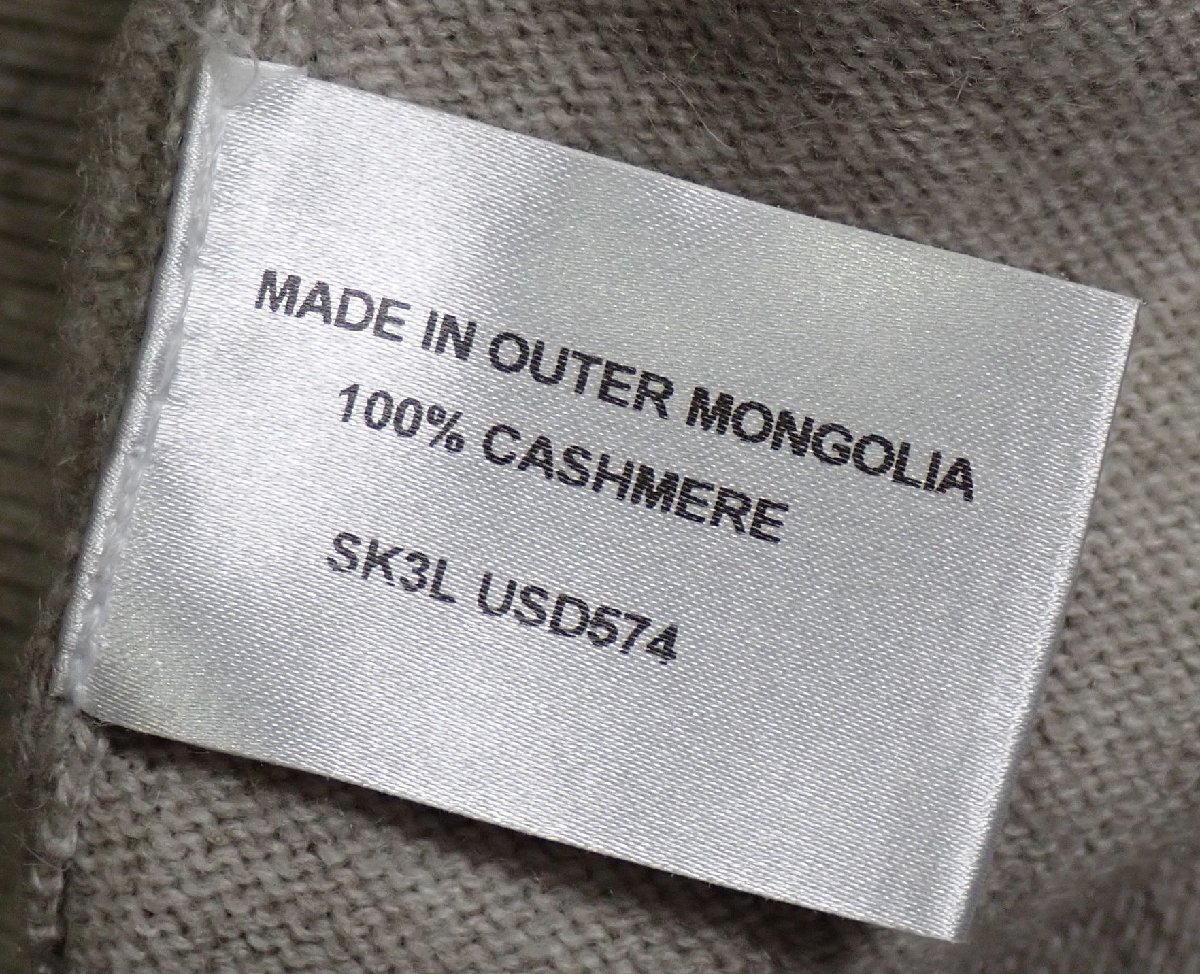 MADE IN OUTER MONGOLIA
100% CASHMERE
SK3L USD574